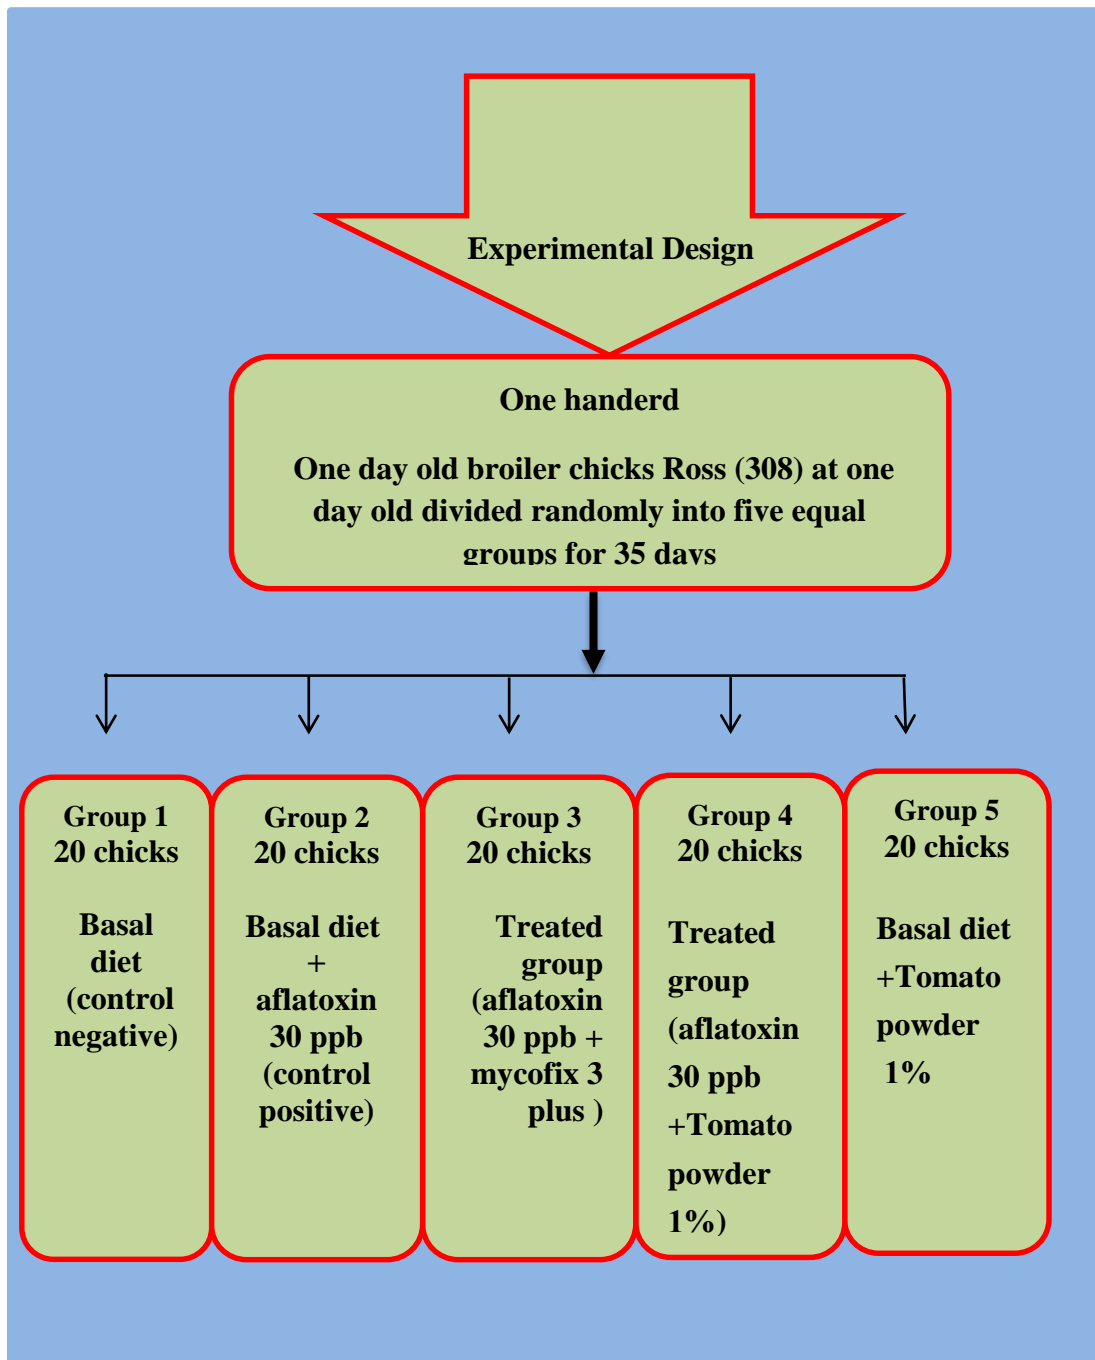 Experimental Design
One handerd
One day old broiler chicks Ross (308) at one
day old divided randomly into five equal
groups for 35 days
Group 1
20 chicks
Basal
diet
(control
negative)
Group 2
20 chicks
Basal diet
+
aflatoxin
30 ppb
(control
positive)
Group 3
20 chicks
Treated
group
(aflatoxin
30 ppb +
mycofix 3
plus )
Group 4
20 chicks
Treated
group
(aflatoxin
30 ppb
+Tomato
powder
1%)
Group 5
20 chicks
Basal diet
+Tomato
powder
1%